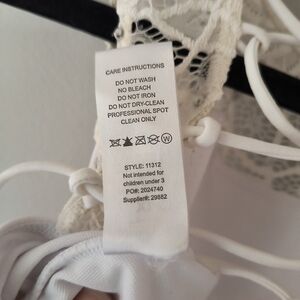 CARE INSTRUCTIONS
DO NOT WASH
NO BLEACH
DO NOT IRON
DO NOT DRY-CLEAN
PROFESSIONAL SPOT
CLEAN ONLY
W
STYLE: 11312
Not intended for
children under 3
PO#: 2024740
Supplier#: 29882